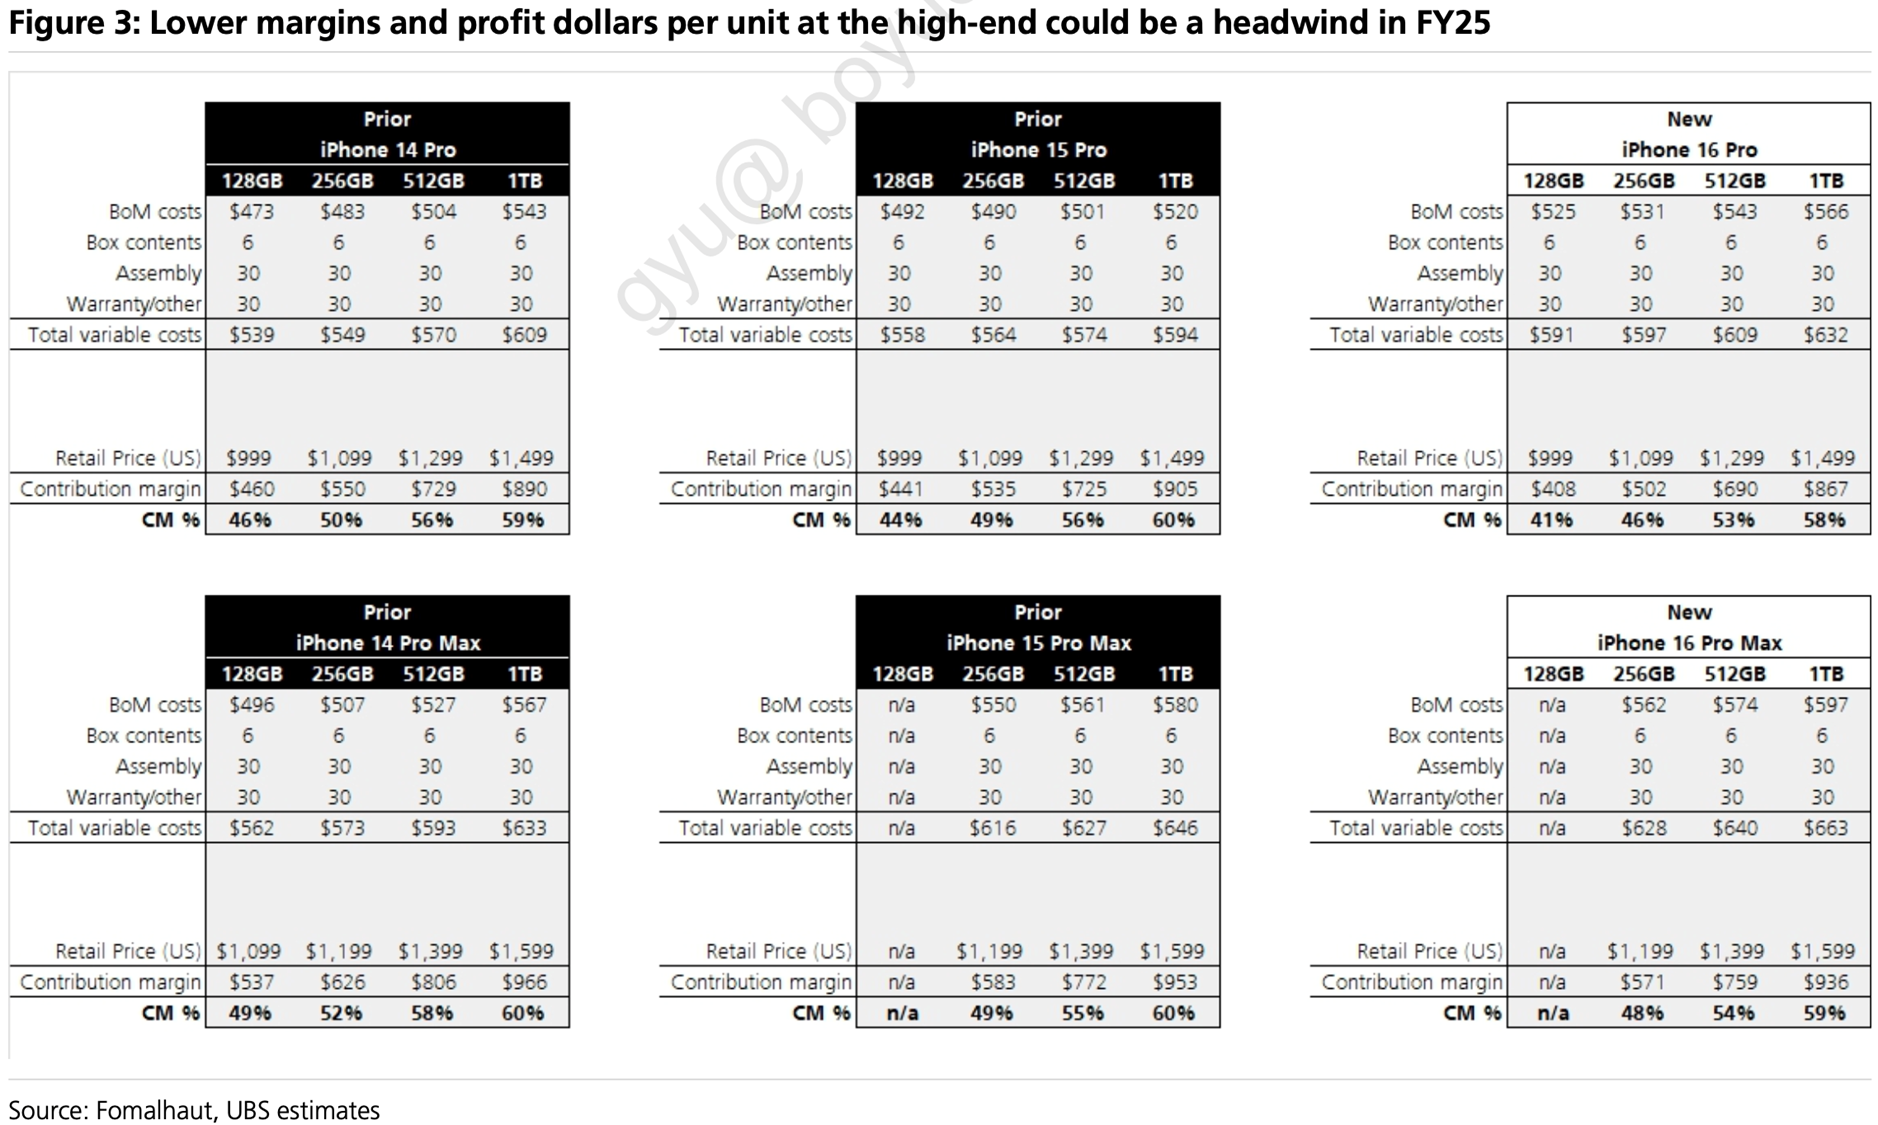 Figure 3: Lower margins and profit dollars per unit at the high-end could be a headwind in FY25
Prior
iPhone 14 Pro
128GB 256GB 512GB 1TB
BoM costs $473 $483 $504 $543
Box contents 6 6 6 6
Assembly 30 30 30 30
Warranty/other 30 30 30 30
Total variable costs $539 $549 $570 $609
Retail Price (US) $999 $1,099 $1,299 $1,499
Contribution margin $460 $550 $729 $890
CM % 46% 50% 56% 59%
Prior
iPhone 15 Pro
128GB 256GB 512GB 1TB
BoM costs $492 $490 $501 $520
Box contents 6 6 6 6
Assembly 30 30 30 30
Warranty/other 30 30 30 30
Total variable costs $558 $564 $574 $594
Retail Price (US) $999 $1,099 $1,299 $1,499
Contribution margin $441 $535 $725 $905
CM % 44% 49% 56% 60%
New
iPhone 16 Pro
128GB 256GB 512GB 1TB
BoM costs $525 $531 $543 $566
Box contents 6 6 6 6
Assembly 30 30 30 30
Warranty/other 30 30 30 30
Total variable costs $591 $597 $609 $632
Retail Price (US) $999 $1,099 $1,299 $1,499
Contribution margin $408 $502 $690 $867
CM % 41% 46% 53% 58%
Prior
iPhone 14 Pro Max
128GB 256GB 512GB 1TB
BoM costs $496 $507 $527 $567
Box contents 6 6 6 6
Assembly 30 30 30 30
Warranty/other 30 30 30 30
Total variable costs $562 $573 $593 $633
Retail Price (US) $1,099 $1,199 $1,399 $1,599
Contribution margin $537 $626 $806 $966
CM % 49% 52% 58% 60%
Prior
iPhone 15 Pro Max
128GB 256GB 512GB 1TB
BoM costs n/a $550 $561 $580
Box contents n/a 6 6 6
Assembly n/a 30 30 30
Warranty/other n/a 30 30 30
Total variable costs n/a $616 $627 $646
Retail Price (US) n/a $1,199 $1,399 $1,599
Contribution margin n/a $583 $772 $953
CM % n/a 49% 55% 60%
New
iPhone 16 Pro Max
128GB 256GB 512GB 1TB
BoM costs n/a $562 $574 $597
Box contents n/a 6 6 6
Assembly n/a 30 30 30
Warranty/other n/a 30 30 30
Total variable costs n/a $628 $640 $663
Retail Price (US) n/a $1,199 $1,399 $1,599
Contribution margin n/a $571 $759 $936
CM % n/a 48% 54% 59%
Source: Fomalhaut, UBS estimates
gyu@